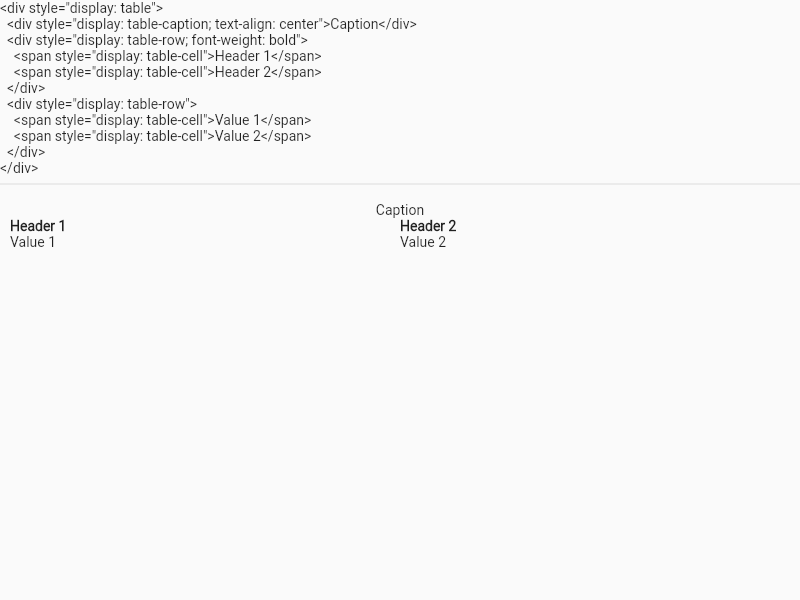 <div style="display: table">
  <div style="display: table-caption; text-align: center">Caption</div>
  <div style="display: table-row; font-weight: bold">
    <span style="display: table-cell">Header 1</span>
    <span style="display: table-cell">Header 2</span>
  </div>
  <div style="display: table-row">
    <span style="display: table-cell">Value 1</span>
    <span style="display: table-cell">Value 2</span>
  </div>
</div>
Caption
Header 1 Header 2
Value 1 Value 2